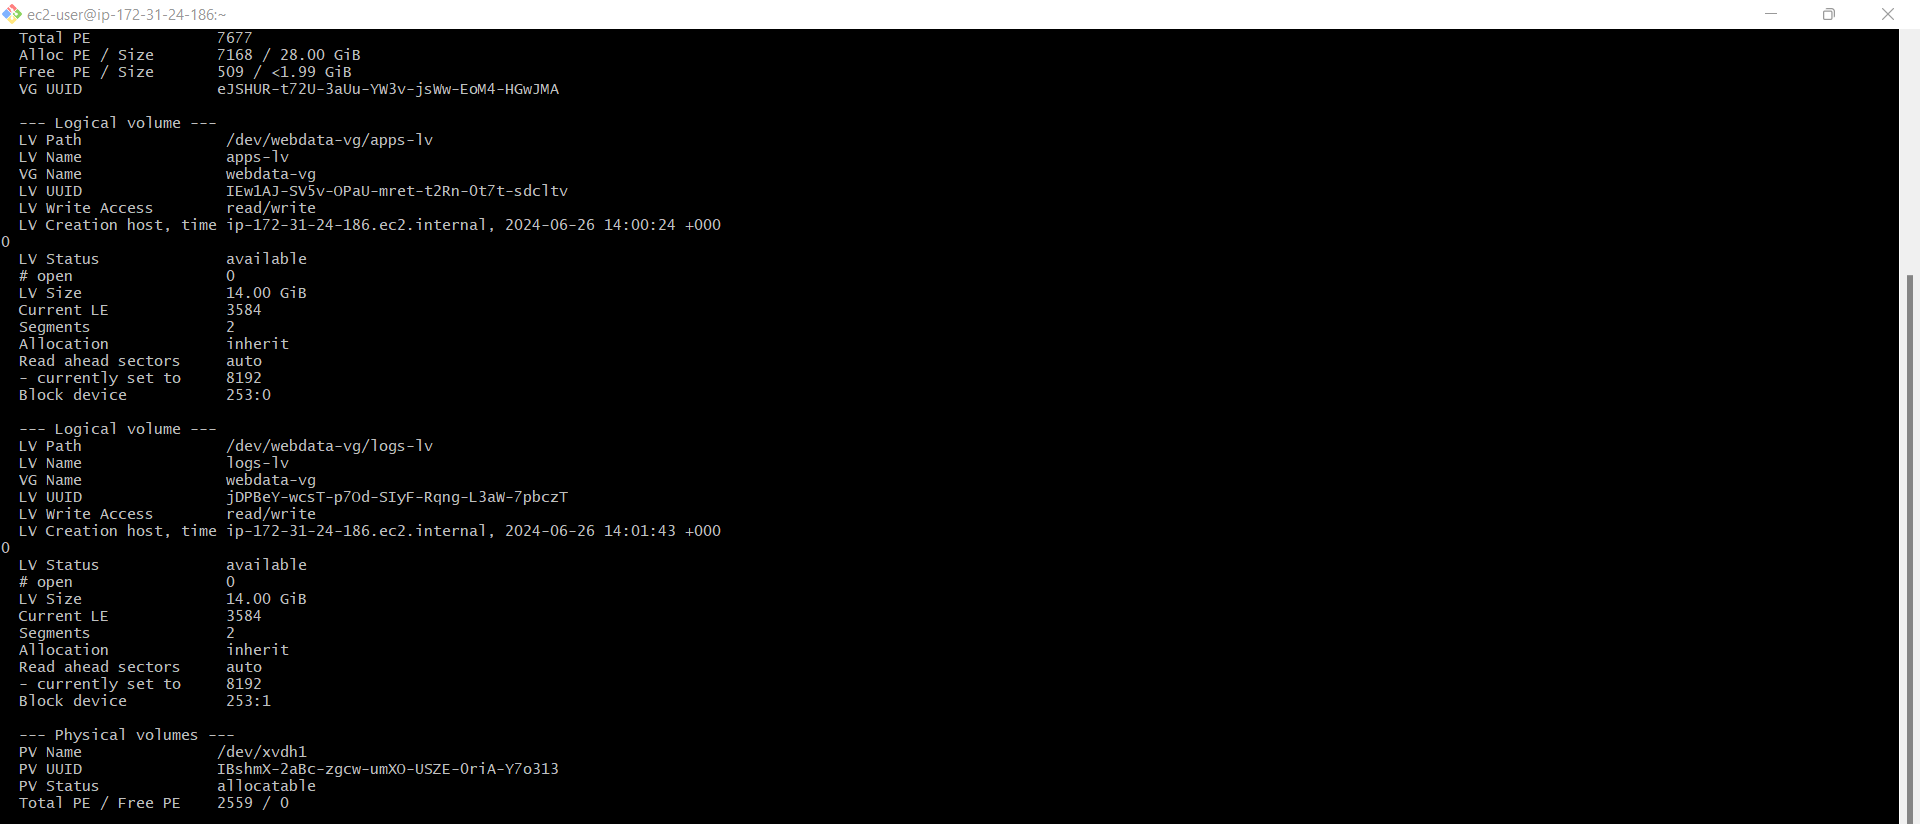 ec2-user@ip-172-31-24-186:~
Total PE 7677
Alloc PE / Size 7168 / 28.00 GiB
Free PE / Size 509 / <1.99 GiB
VG UUID eJSHUR-t72U-3aUu-YW3v-jsWw-EoM4-HGwJMA
--- Logical volume ---
LV Path /dev/webdata-vg/apps-lv
LV Name apps-lv
VG Name webdata-vg
LV UUID IEw1AJ-SV5v-OPaU-mret-t2Rn-0t7t-sdcltv
LV Write Access read/write
LV Creation host, time ip-172-31-24-186.ec2.internal, 2024-06-26 14:00:24 +000
0
LV Status available
# open 0
LV Size 14.00 GiB
Current LE 3584
Segments 2
Allocation inherit
Read ahead sectors auto
- currently set to 8192
Block device 253:0
--- Logical volume ---
LV Path /dev/webdata-vg/logs-lv
LV Name logs-lv
VG Name webdata-vg
LV UUID jDPBeY-wcsT-p7Od-SIyF-Rqng-L3aW-7pbczT
LV Write Access read/write
LV Creation host, time ip-172-31-24-186.ec2.internal, 2024-06-26 14:01:43 +000
0
LV Status available
# open 0
LV Size 14.00 GiB
Current LE 3584
Segments 2
Allocation inherit
Read ahead sectors auto
- currently set to 8192
Block device 253:1
--- Physical volumes ---
PV Name /dev/xvdh1
PV UUID IBshmX-2aBc-zgcw-umXO-USZE-0riA-Y7o313
PV Status allocatable
Total PE / Free PE 2559 / 0